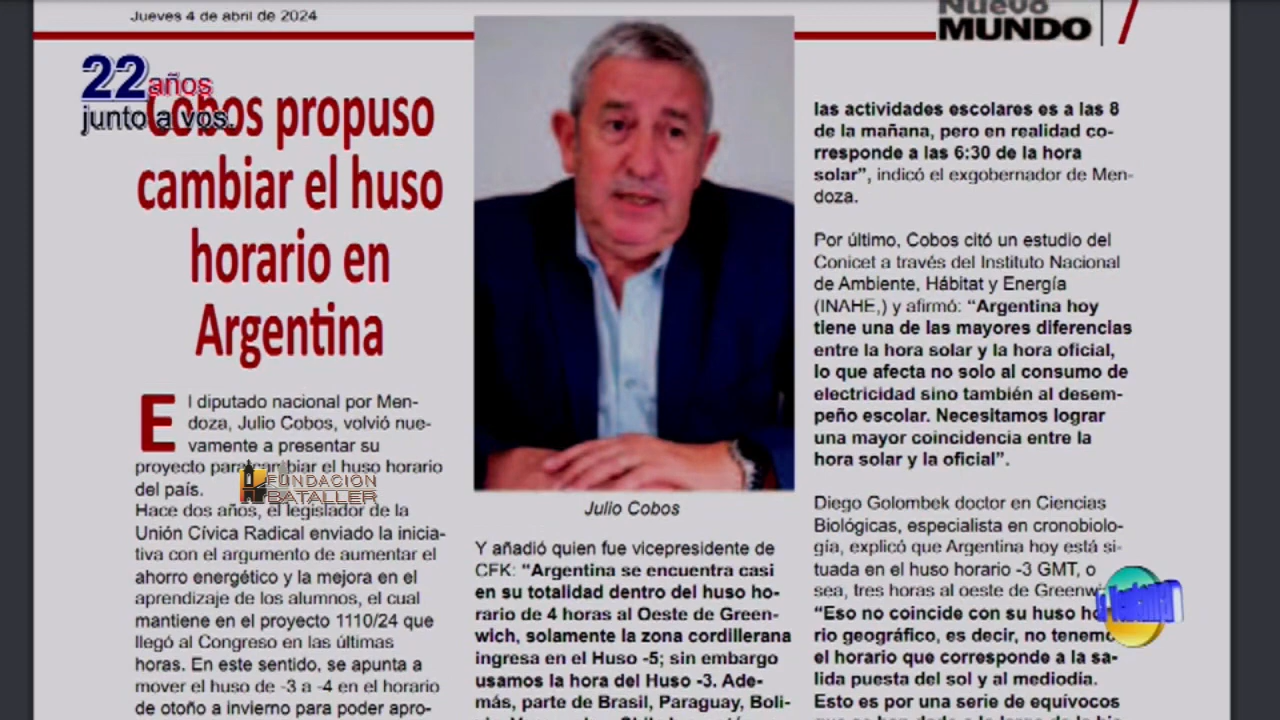 Jueves 4 de abril de 2024
Nuevo
MUNDO
7
22 años
junto a vos.
Cobos propuso
cambiar el huso
horario en
Argentina
El diputado nacional por Men-
doza, Julio Cobos, volvió nue-
vamente a presentar su
proyecto para cambiar el huso horario
del país.
Hace dos años, el legislador de la
Unión Cívica Radical enviado la inicia-
tiva con el argumento de aumentar el
ahorro energético y la mejora en el
aprendizaje de los alumnos, el cual
mantiene en el proyecto 1110/24 que
llegó al Congreso en las últimas
horas. En este sentido, se apunta a
mover el huso de -3 a -4 en el horario
de otoño a invierno para poder apro-
FUNDACION
BATALLER
Julio Cobos
Y añadió quien fue vicepresidente de
CFK: “Argentina se encuentra casi
en su totalidad dentro del huso ho-
rario de 4 horas al Oeste de Green-
wich, solamente la zona cordillerana
ingresa en el Huso -5; sin embargo
usamos la hora del Huso -3. Ade-
más, parte de Brasil, Paraguay, Boli-
las actividades escolares es a las 8
de la mañana, pero en realidad co-
rresponde a las 6:30 de la hora
solar”, indicó el exgobernador de Men-
doza.
Por último, Cobos citó un estudio del
Conicet a través del Instituto Nacional
de Ambiente, Hábitat y Energía
(INAHE,) y afirmó: “Argentina hoy
tiene una de las mayores diferencias
entre la hora solar y la hora oficial,
lo que afecta no solo al consumo de
electricidad sino también al desem-
peño escolar. Necesitamos lograr
una mayor coincidencia entre la
hora solar y la oficial”.
Diego Golombek doctor en Ciencias
Biológicas, especialista en cronobiolo-
gía, explicó que Argentina hoy está si-
tuada en el huso horario -3 GMT, o
sea, tres horas al oeste de Greenwi
“Eso no coincide con su huso ho
rio geográfico, es decir, no tenemo
el horario que corresponde a la sa-
lida puesta del sol y al mediodía.
Esto es por una serie de equívocos